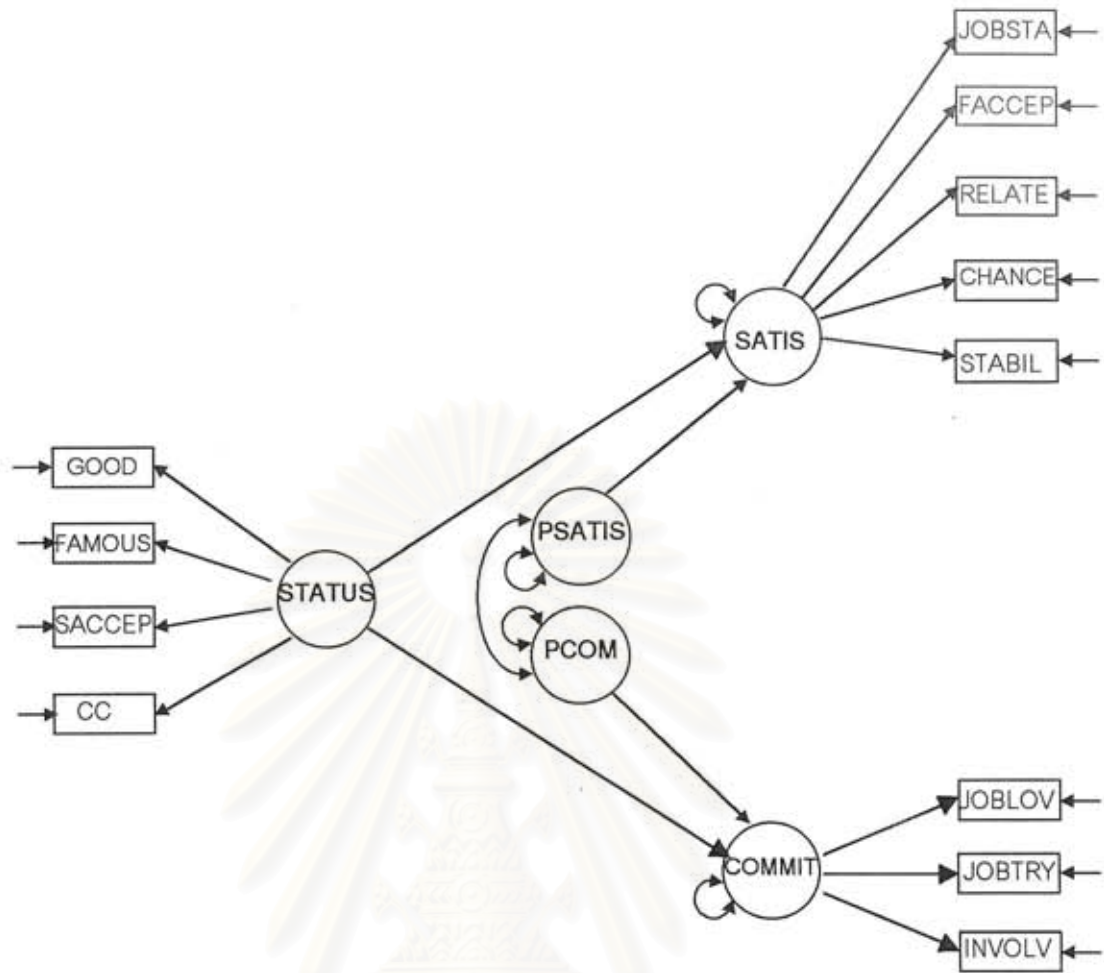 JOBSTA
FACCEP
RELATE
CHANCE
STABIL
SATIS
GOOD
FAMOUS
SACCEP
CC
STATUS
PSATIS
PCOM
COMMIT
JOBLOV
JOBTRY
INVOLV